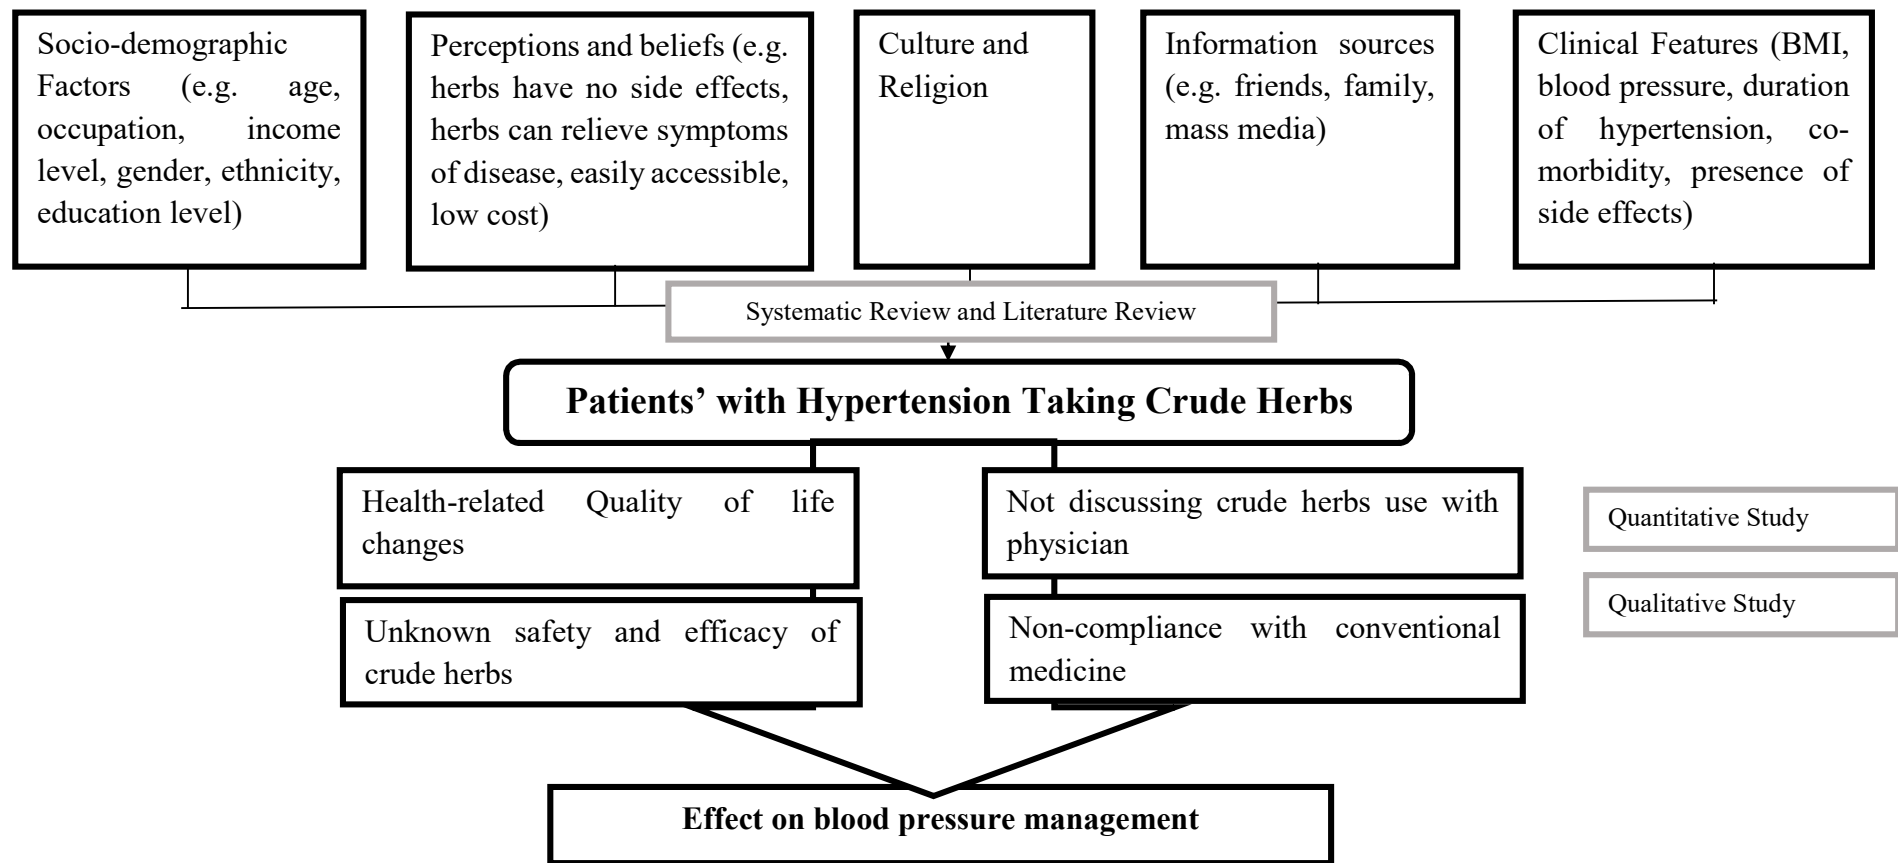 Socio-demographic
Factors (e.g. age,
occupation, income
level, gender, ethnicity,
education level)
Perceptions and beliefs (e.g.
herbs have no side effects,
herbs can relieve symptoms
of disease, easily accessible,
low cost)
Culture and
Religion
Information sources
(e.g. friends, family,
mass media)
Clinical Features (BMI,
blood pressure, duration
of hypertension, co-
morbidity, presence of
side effects)
Systematic Review and Literature Review
Patients’ with Hypertension Taking Crude Herbs
Health-related Quality of life
changes
Not discussing crude herbs use with
physician
Quantitative Study
Unknown safety and efficacy of
crude herbs
Non-compliance with conventional
medicine
Qualitative Study
Effect on blood pressure management